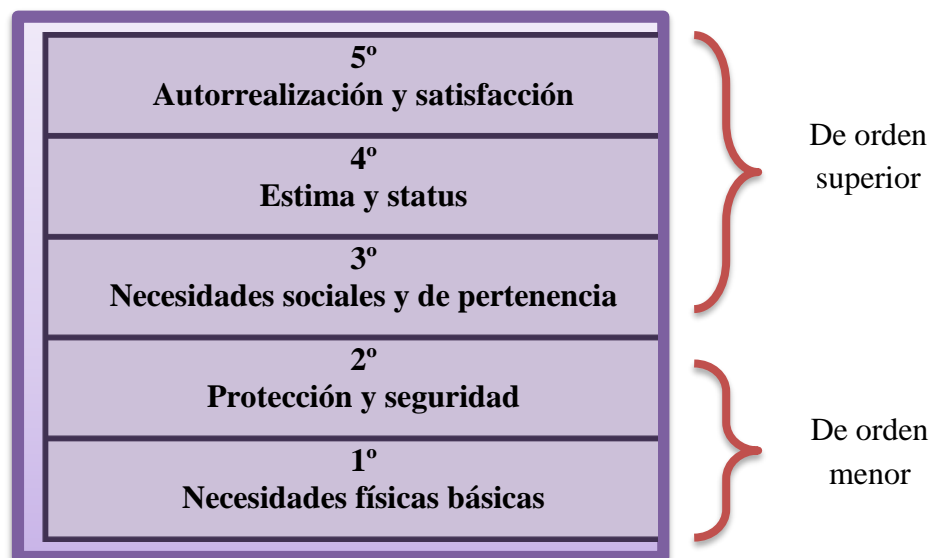 5º
Autorrealización y satisfacción
4º
Estima y status
3º
Necesidades sociales y de pertenencia
2º
Protección y seguridad
1º
Necesidades físicas básicas
De orden
superior
De orden
menor